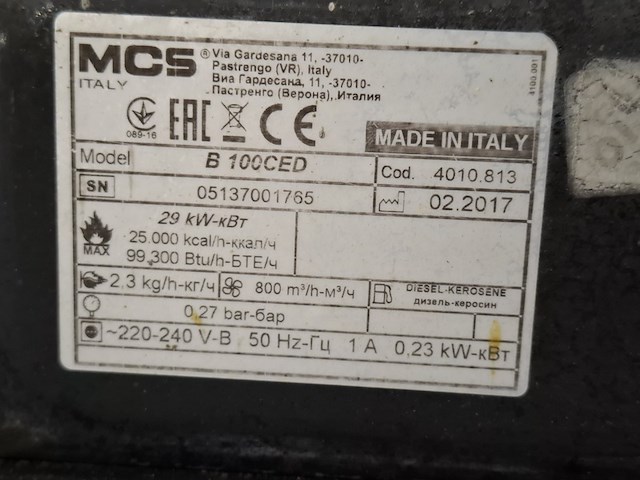 MCS ® Via Gardesana 11, -37010-
Pastrengo (VR), Italy
ITALY
Виа Гардесана, 11, -37010-
Пастренго (Верона), Италия
4100.001
089-16
EAC CE
MADE IN ITALY
Model B 100CED Cod. 4010.813
SN 05137001765 02.2017
29 kW-кВт
25.000 kcal/h-ккал/ч
MAX 99,300 Btu/h-БТЕ/ч
2,3 kg/h-кг/ч 800 m³/h-м³/ч DIESEL-KEROSENE
дизель-керосин
0,27 bar-бар
~220-240 V-В 50 Hz-Гц 1 A 0,23 kW-кВт